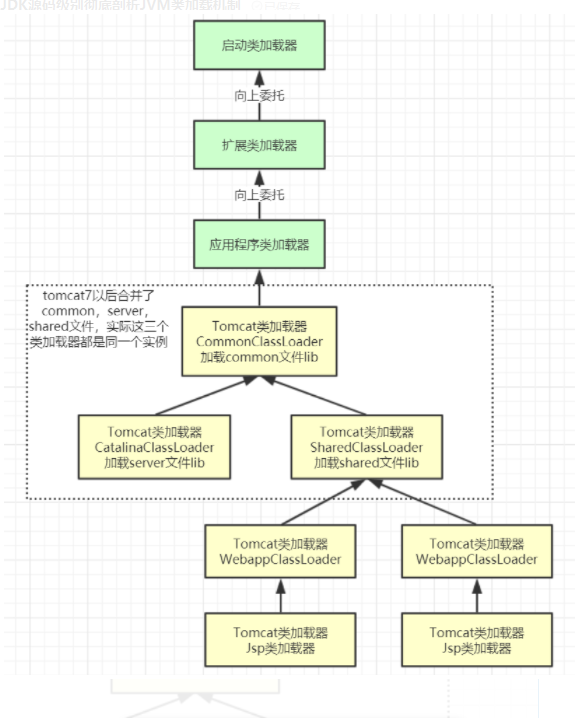 JDK源码级别彻底剖析JVM类加载机制
启动类加载器
向上委托
扩展类加载器
向上委托
应用程序类加载器
tomcat7以后合并了
common，server，
shared文件，实际这三个
类加载器都是同一个实例
Tomcat类加载器
CommonClassLoader
加载common文件lib
Tomcat类加载器
CatalinaClassLoader
加载server文件lib
Tomcat类加载器
SharedClassLoader
加载shared文件lib
Tomcat类加载器
WebappClassLoader
Tomcat类加载器
WebappClassLoader
Tomcat类加载器
Jsp类加载器
Tomcat类加载器
Jsp类加载器